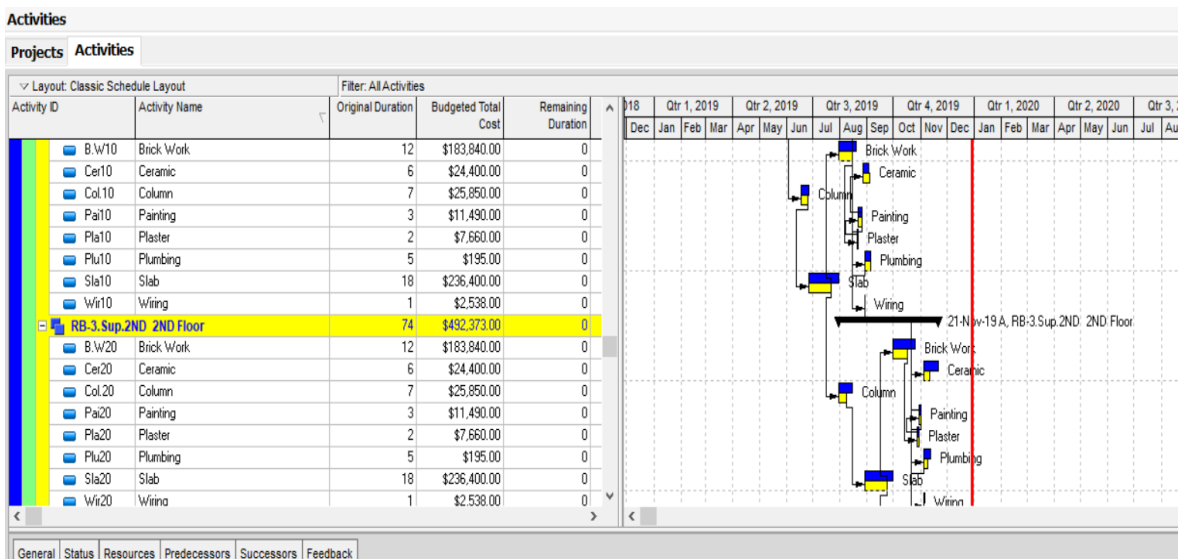 Activities
Projects Activities
Layout: Classic Schedule Layout Filter: All Activities
Activity ID Activity Name Original Duration Budgeted Total Cost Remaining Duration
018 Qtr 1, 2019 Qtr 2, 2019 Qtr 3, 2019 Qtr 4, 2019 Qtr 1, 2020 Qtr 2, 2020 Qtr 3,
Dec Jan Feb Mar Apr May Jun Jul Aug Sep Oct Nov Dec Jan Feb Mar Apr May Jun Jul Au
B.W10 Brick Work 12 $183,840.00 0 Brick Work
Cer10 Ceramic 6 $24,400.00 0 Ceramic
Col.10 Column 7 $25,850.00 0 Column
Pai10 Painting 3 $11,490.00 0 Painting
Pla10 Plaster 2 $7,660.00 0 Plaster
Plu10 Plumbing 5 $195.00 0 Plumbing
Sla10 Slab 18 $236,400.00 0 Slab
Wir10 Wiring 1 $2,538.00 0 Wiring
RB-3.Sup.2ND 2ND Floor 74 $492,373.00 0 21-Nov-19 A, RB-3.Sup.2ND 2ND Floor
B.W20 Brick Work 12 $183,840.00 0 Brick Work
Cer20 Ceramic 6 $24,400.00 0 Ceramic
Col.20 Column 7 $25,850.00 0 Column
Pai20 Painting 3 $11,490.00 0 Painting
Pla20 Plaster 2 $7,660.00 0 Plaster
Plu20 Plumbing 5 $195.00 0 Plumbing
Sla20 Slab 18 $236,400.00 0 Slab
Wir20 Wiring 1 $2,538.00 0 Wiring
General Status Resources Predecessors Successors Feedback